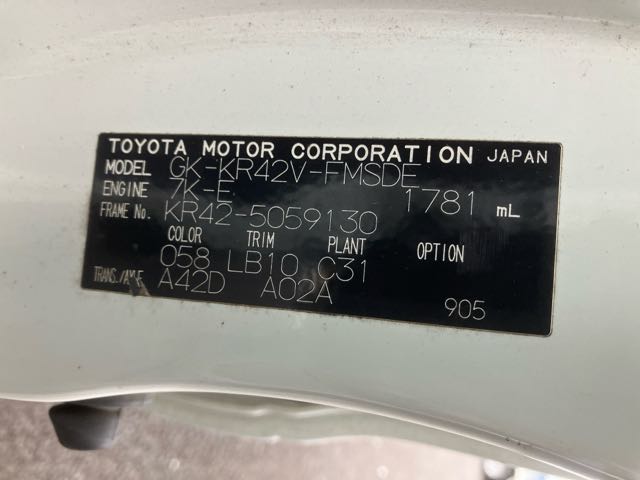 TOYOTA MOTOR CORPORATION JAPAN
MODEL GK-KR42V-FMSDE
ENGINE 7K-E 1781 mL
FRAME No. KR42-5059130
COLOR TRIM PLANT OPTION
058 LB10 C31
TRANS./AXLE A42D A02A
905